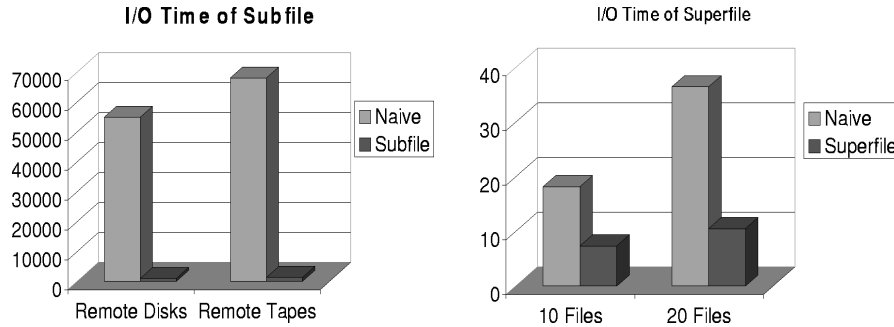 I/O Time of Subfile
70000
60000
50000
40000
30000
20000
10000
0
Remote Disks Remote Tapes
Naive
Subfile
I/O Time of Superfile
40
30
20
10
0
10 Files 20 Files
Naive
Superfile